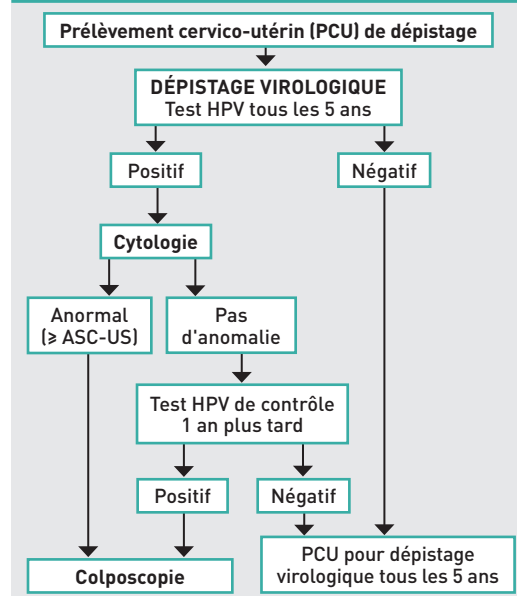 Prélèvement cervico-utérin (PCU) de dépistage
DÉPISTAGE VIROLOGIQUE
Test HPV tous les 5 ans
Positif
Négatif
Cytologie
Anormal
(⩾ ASC-US)
Pas
d'anomalie
Test HPV de contrôle
1 an plus tard
Positif
Négatif
Colposcopie
PCU pour dépistage
virologique tous les 5 ans